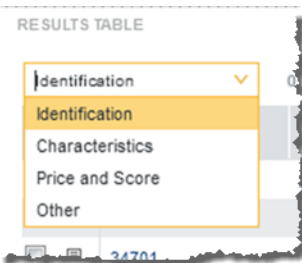 RESULTS TABLE
Identification
Identification
Characteristics
Price and Score
Other
34701